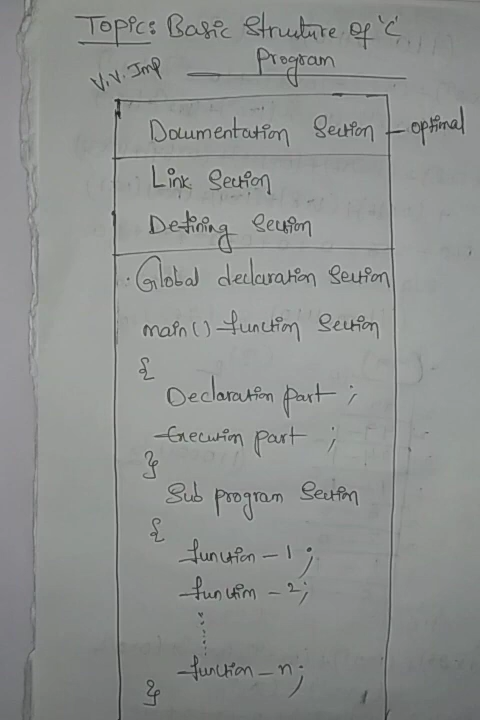 Topic: Basic Structure of 'C'
Program
V.V. Imp
Documentation Section - optimal
Link Section
Defining Section
Global declaration Section
main() function Section
{
Declaration part ;
Execution part ;
}
Sub program Section
{
function - 1 ;
function - 2 ;
function - n ;
}